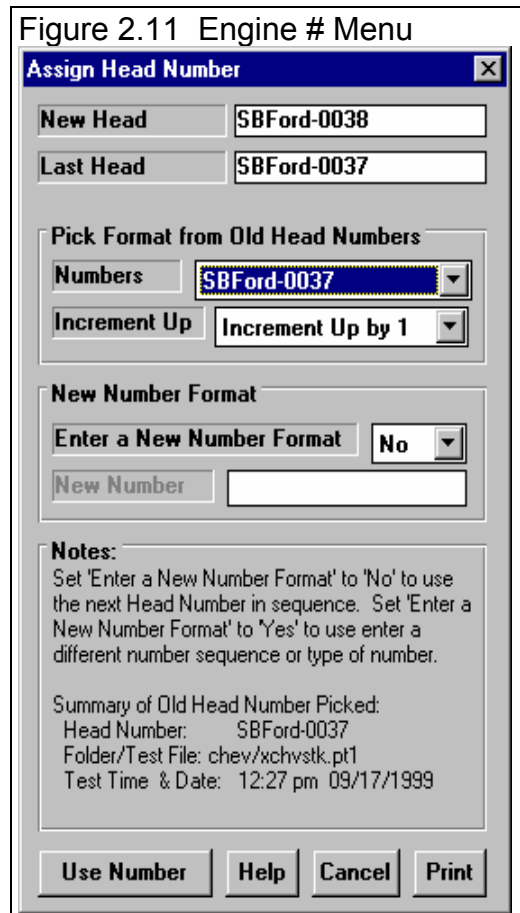 Figure 2.11  Engine # Menu
Assign Head Number
New Head SBFord-0038
Last Head SBFord-0037
Pick Format from Old Head Numbers
Numbers SBFord-0037
Increment Up Increment Up by 1
New Number Format
Enter a New Number Format No
New Number
Notes:
Set 'Enter a New Number Format' to 'No' to use
the next Head Number in sequence.  Set 'Enter a
New Number Format' to 'Yes' to use enter a
different number sequence or type of number.
Summary of Old Head Number Picked:
Head Number: SBFord-0037
Folder/Test File: chev/xchvstk.pt1
Test Time & Date: 12:27 pm 09/17/1999
Use Number Help Cancel Print